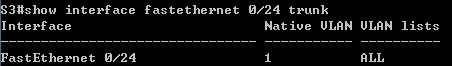 S3#show interface fastethernet 0/24 trunk
Interface                        Native VLAN VLAN lists
-------------------------------- ----------- ----------
FastEthernet 0/24                1           ALL